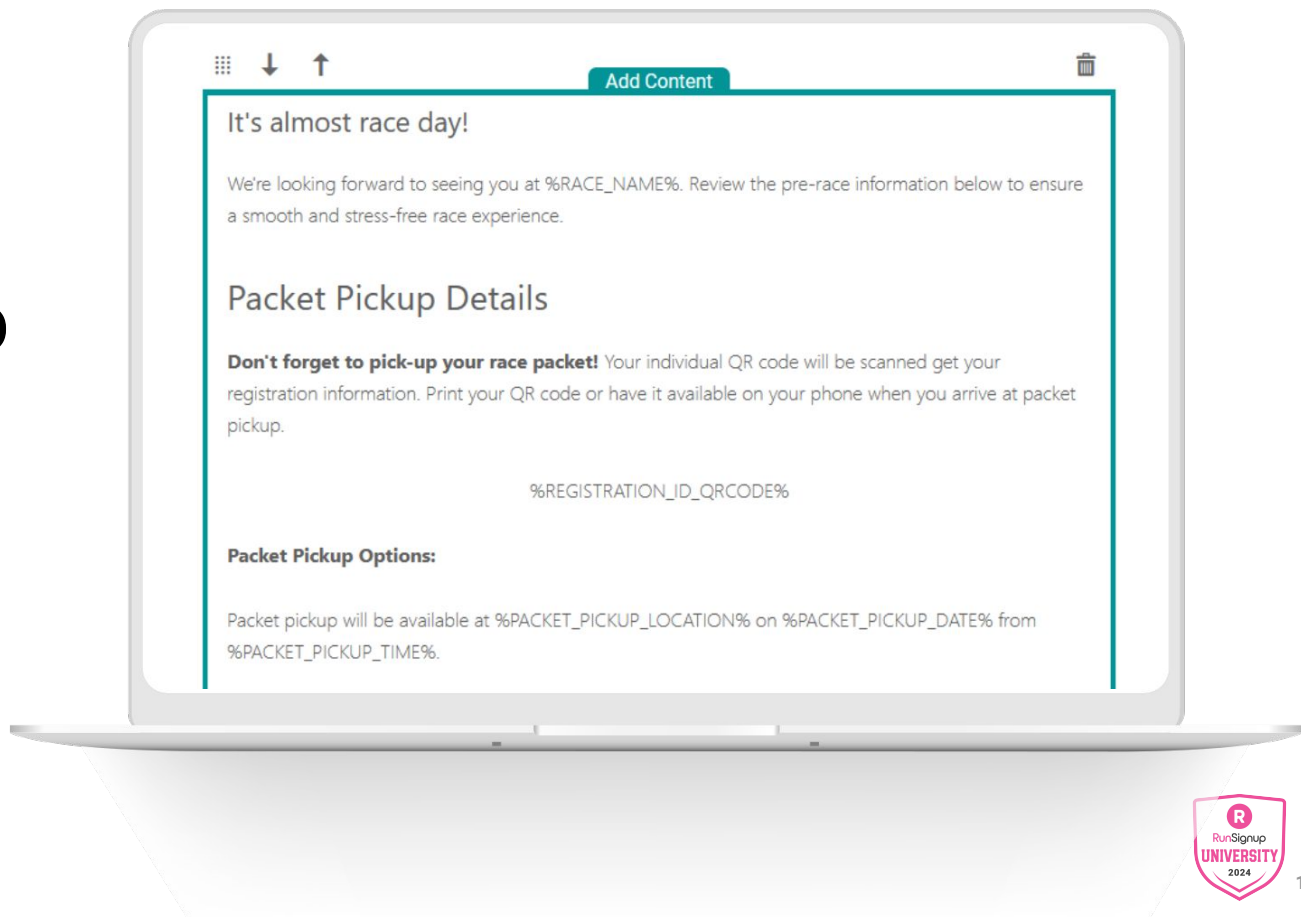 Add Content
It's almost race day!
We're looking forward to seeing you at %RACE_NAME%. Review the pre-race information below to ensure
a smooth and stress-free race experience.
Packet Pickup Details
Don't forget to pick-up your race packet! Your individual QR code will be scanned get your
registration information. Print your QR code or have it available on your phone when you arrive at packet
pickup.
%REGISTRATION_ID_QRCODE%
Packet Pickup Options:
Packet pickup will be available at %PACKET_PICKUP_LOCATION% on %PACKET_PICKUP_DATE% from
%PACKET_PICKUP_TIME%.
R
RunSignup
UNIVERSITY
2024